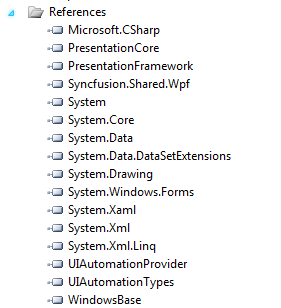 References
Microsoft.CSharp
PresentationCore
PresentationFramework
Syncfusion.Shared.Wpf
System
System.Core
System.Data
System.Data.DataSetExtensions
System.Drawing
System.Windows.Forms
System.Xaml
System.Xml
System.Xml.Linq
UIAutomationProvider
UIAutomationTypes
WindowsBase